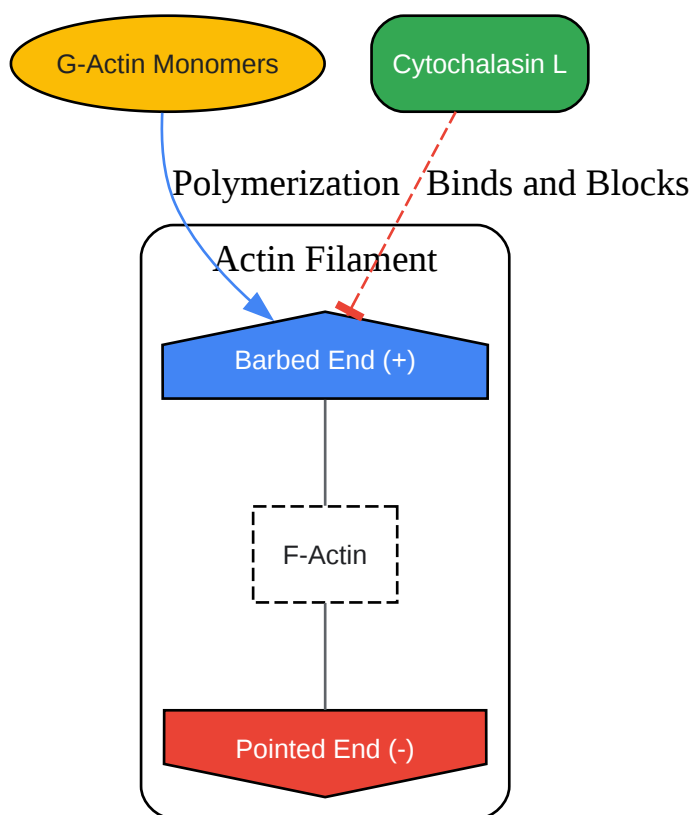 G-Actin Monomers
Cytochalasin L
Polymerization
Binds and Blocks
Actin Filament
Barbed End (+)
F-Actin
Pointed End (-)